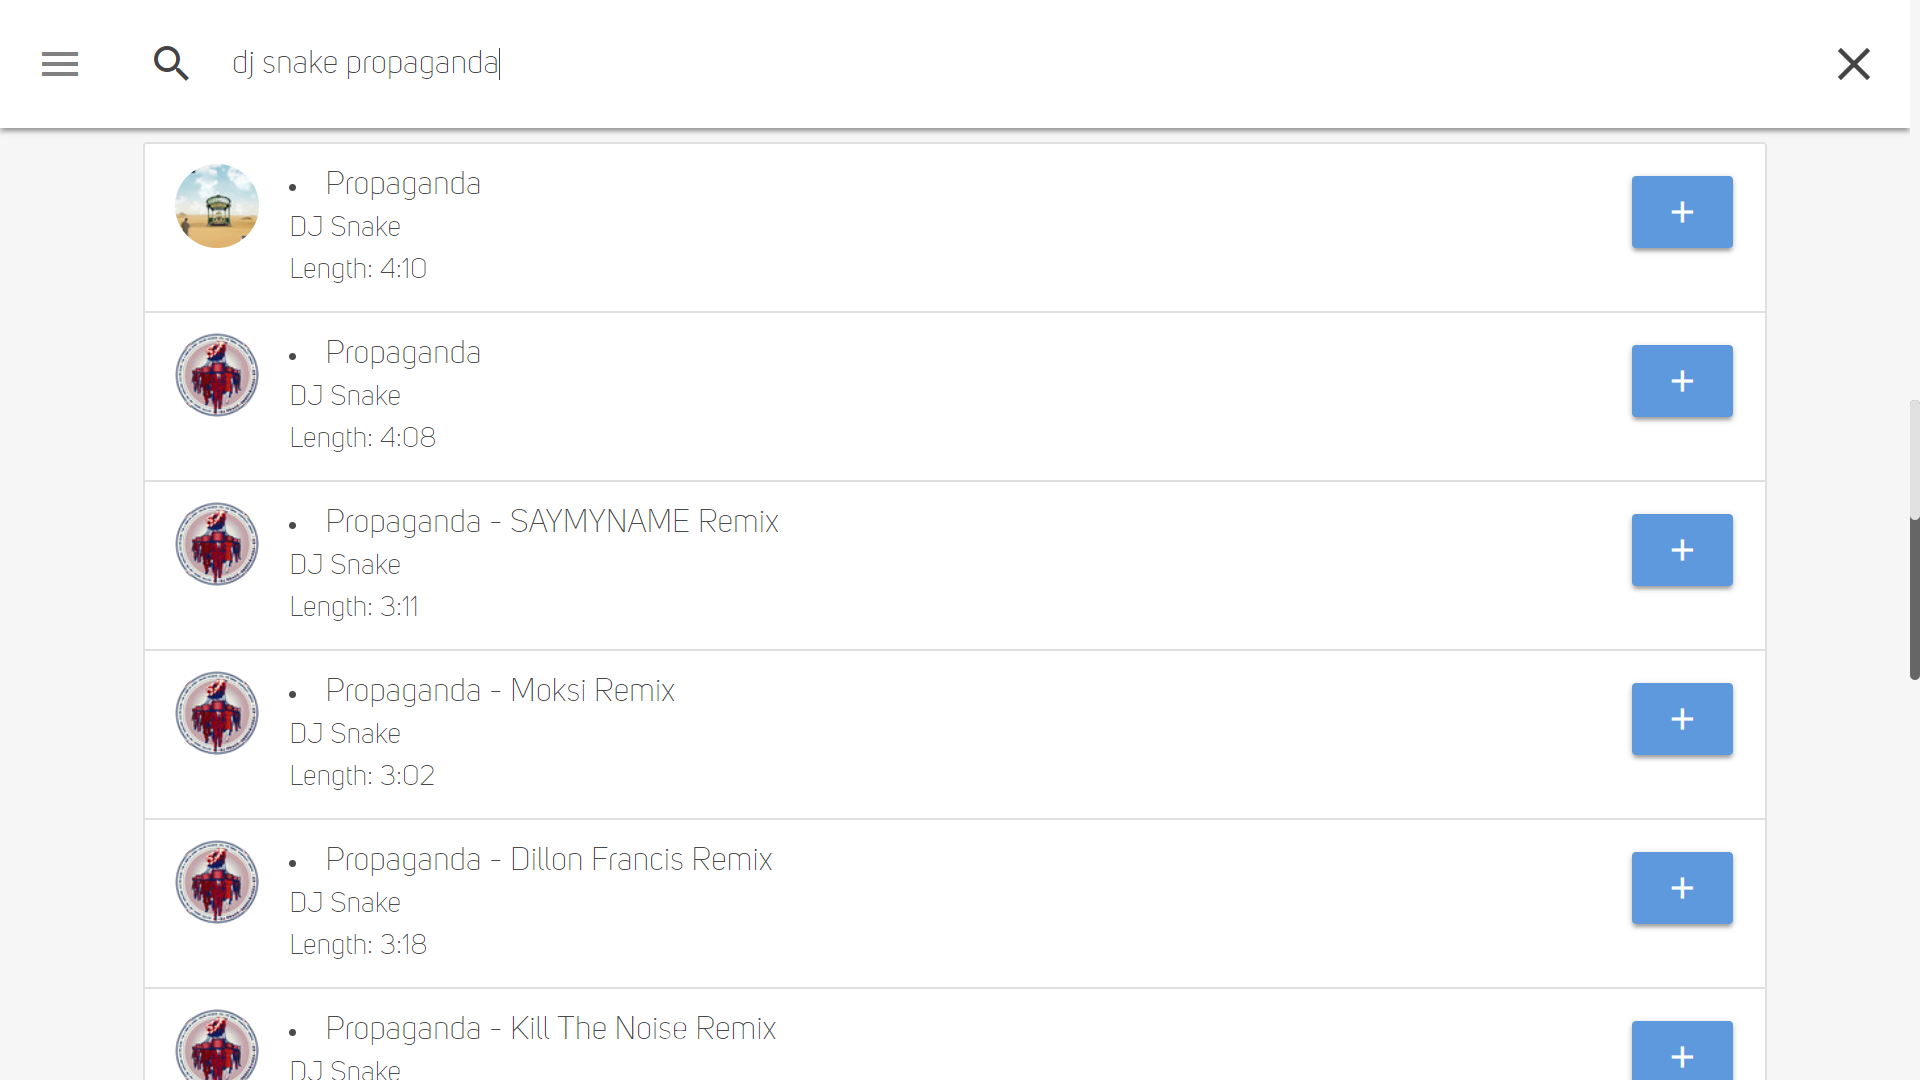 dj snake propaganda
• Propaganda
DJ Snake
Length: 4:10
+
• Propaganda
DJ Snake
Length: 4:08
+
• Propaganda - SAYMYNAME Remix
DJ Snake
Length: 3:11
+
• Propaganda - Moksi Remix
DJ Snake
Length: 3:02
+
• Propaganda - Dillon Francis Remix
DJ Snake
Length: 3:18
+
• Propaganda - Kill The Noise Remix
DJ Snake
+